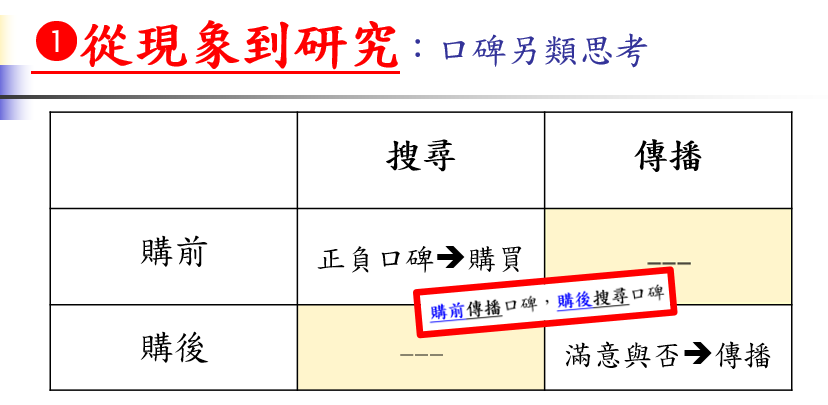 ❶從現象到研究：口碑另類思考
搜尋 傳播
購前 正負口碑➔購買 ---
購前傳播口碑，購後搜尋口碑
購後 --- 滿意與否➔傳播